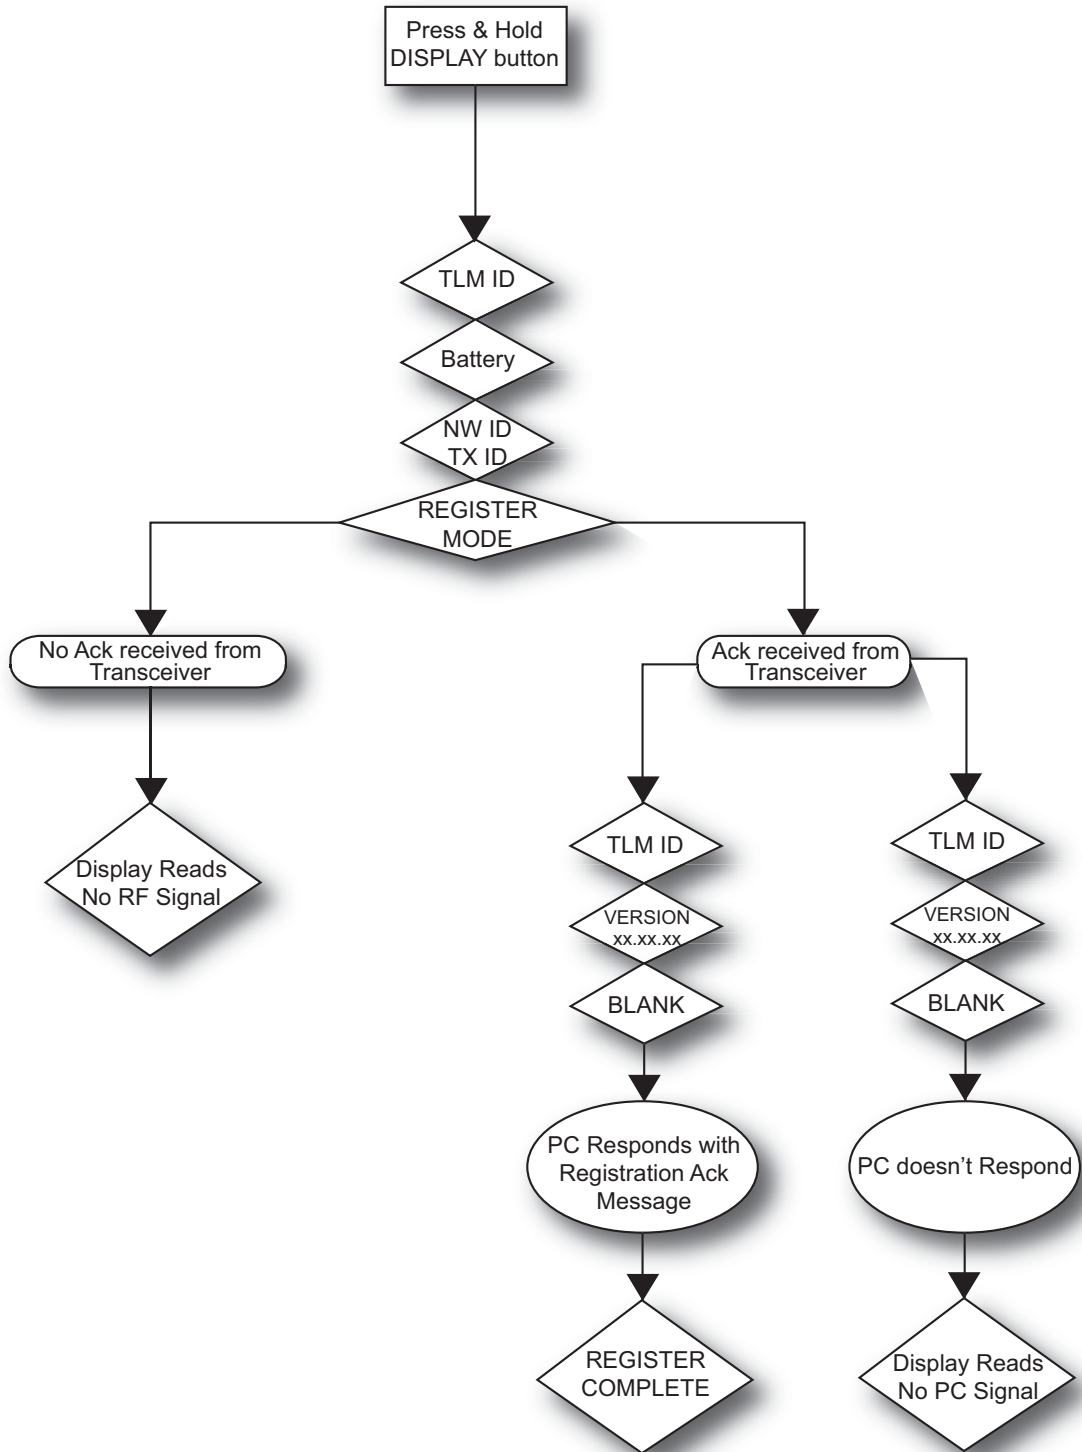 Press & Hold
DISPLAY button
TLM ID
Battery
NW ID
TX ID
REGISTER
MODE
No Ack received from
Transceiver
Ack received from
Transceiver
Display Reads
No RF Signal
TLM ID
VERSION
xx.xx.xx
BLANK
TLM ID
VERSION
xx.xx.xx
BLANK
PC Responds with
Registration Ack
Message
PC doesn’t Respond
REGISTER
COMPLETE
Display Reads
No PC Signal